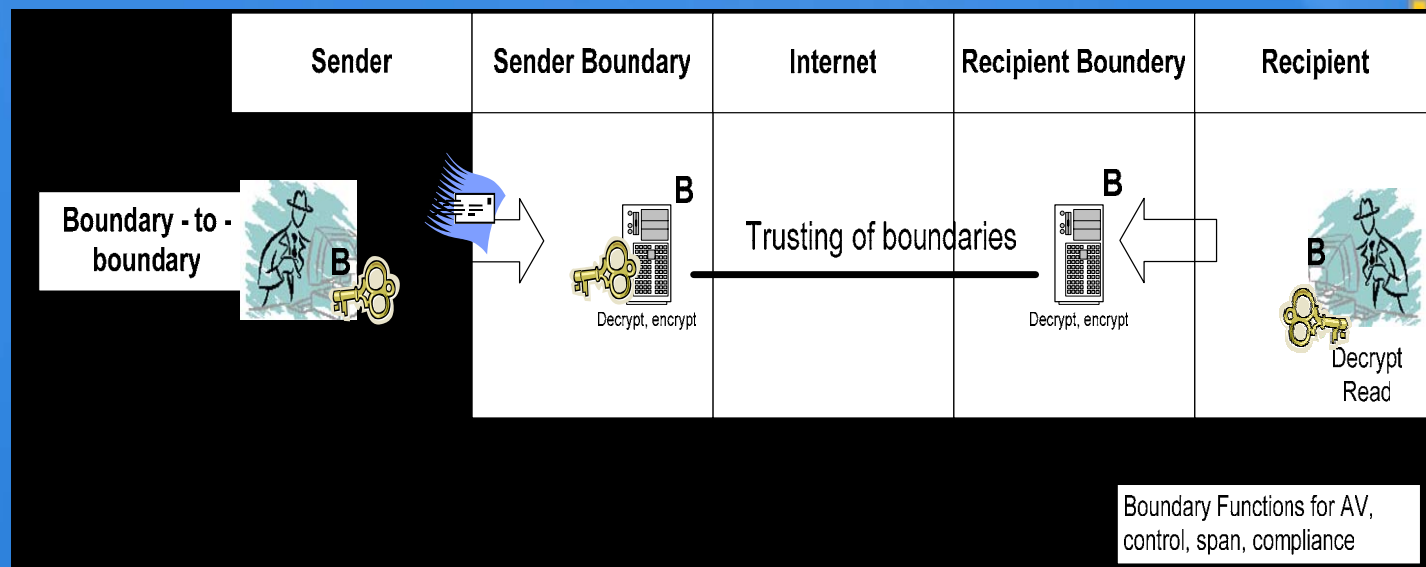 Sender
Sender Boundary
Internet
Recipient Boundery
Recipient
Boundary - to -
boundary
B
B
Decrypt, encrypt
Trusting of boundaries
B
Decrypt, encrypt
B
Decrypt
Read
Boundary Functions for AV,
control, span, compliance